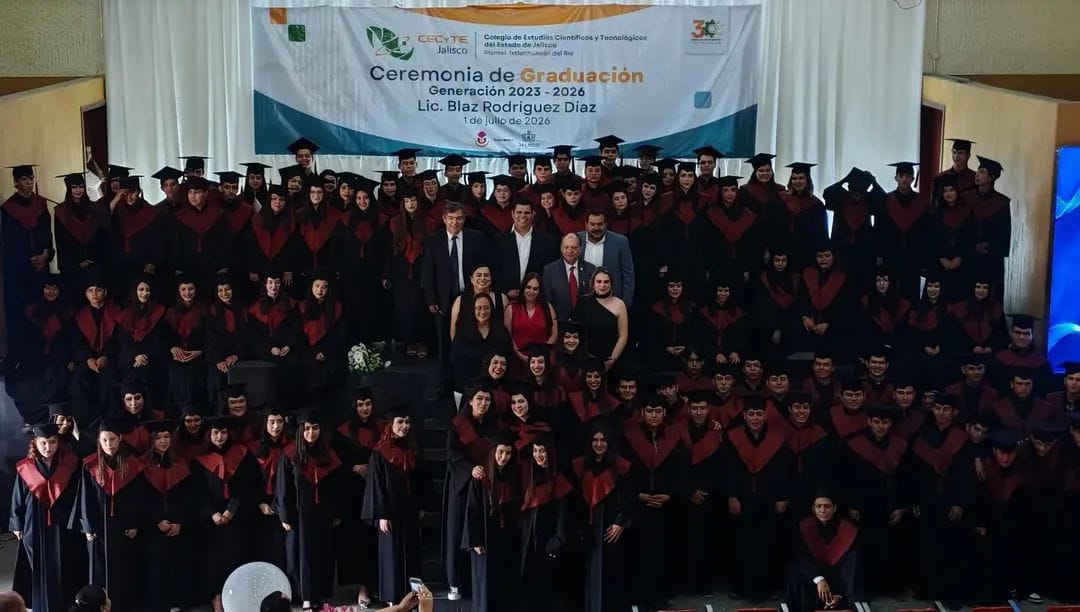 CECyTE
Jalisco
Colegio de Estudios Científicos y Tecnológicos
del Estado de Jalisco
Plantel Ixtlahuacán del Río
30
Ceremonia de Graduación
Generación 2023 - 2026
Lic. Blaz Rodríguez Díaz
1 de julio de 2026
JALISCO